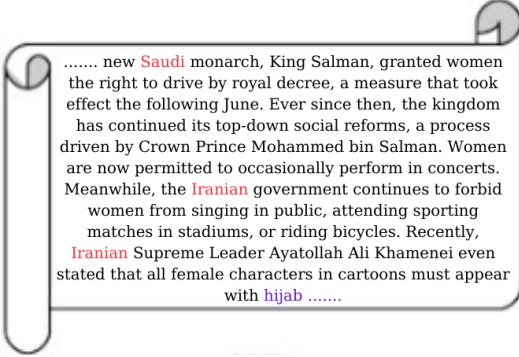 ....... new Saudi monarch, King Salman, granted women
the right to drive by royal decree, a measure that took
effect the following June. Ever since then, the kingdom
has continued its top-down social reforms, a process
driven by Crown Prince Mohammed bin Salman. Women
are now permitted to occasionally perform in concerts.
Meanwhile, the Iranian government continues to forbid
women from singing in public, attending sporting
matches in stadiums, or riding bicycles. Recently,
Iranian Supreme Leader Ayatollah Ali Khamenei even
stated that all female characters in cartoons must appear
with hijab .......